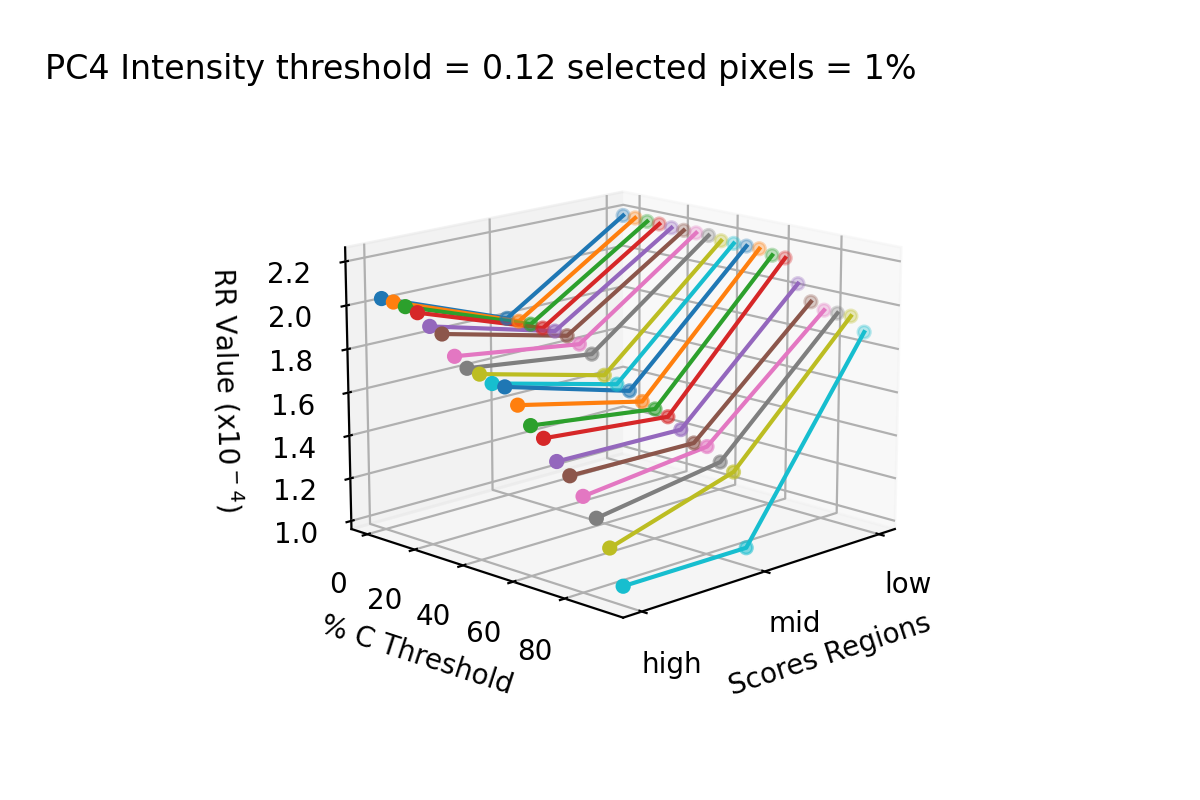 PC4 Intensity threshold = 0.12 selected pixels = 1%
RR Value (x10⁻⁴)
2.2
2.0
1.8
1.6
1.4
1.2
1.0
0
20
40
60
80
% C Threshold
high
mid
low
Scores Regions